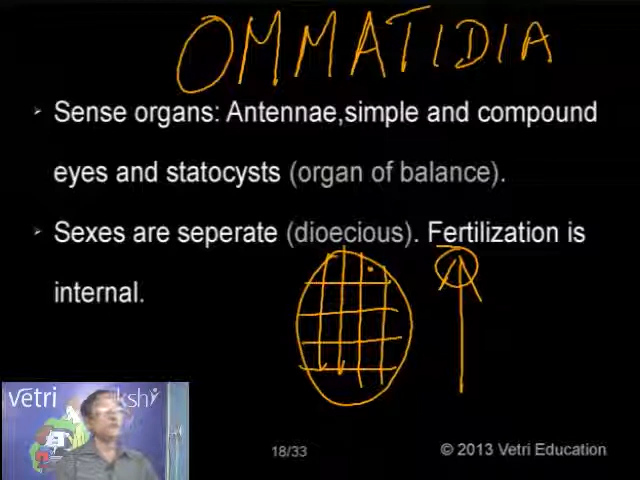 OMMATIDIA
Sense organs: Antennae,simple and compound
eyes and statocysts (organ of balance).
Sexes are seperate (dioecious). Fertilization is
internal.
vetri
18/33
© 2013 Vetri Education